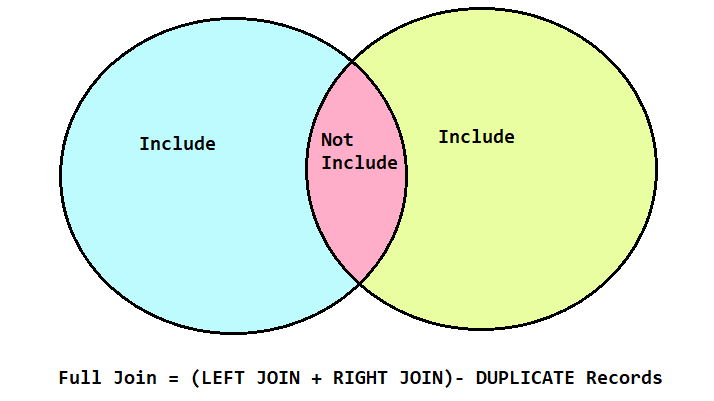 Include
Not
Include
Include
Full Join = (LEFT JOIN + RIGHT JOIN)- DUPLICATE Records